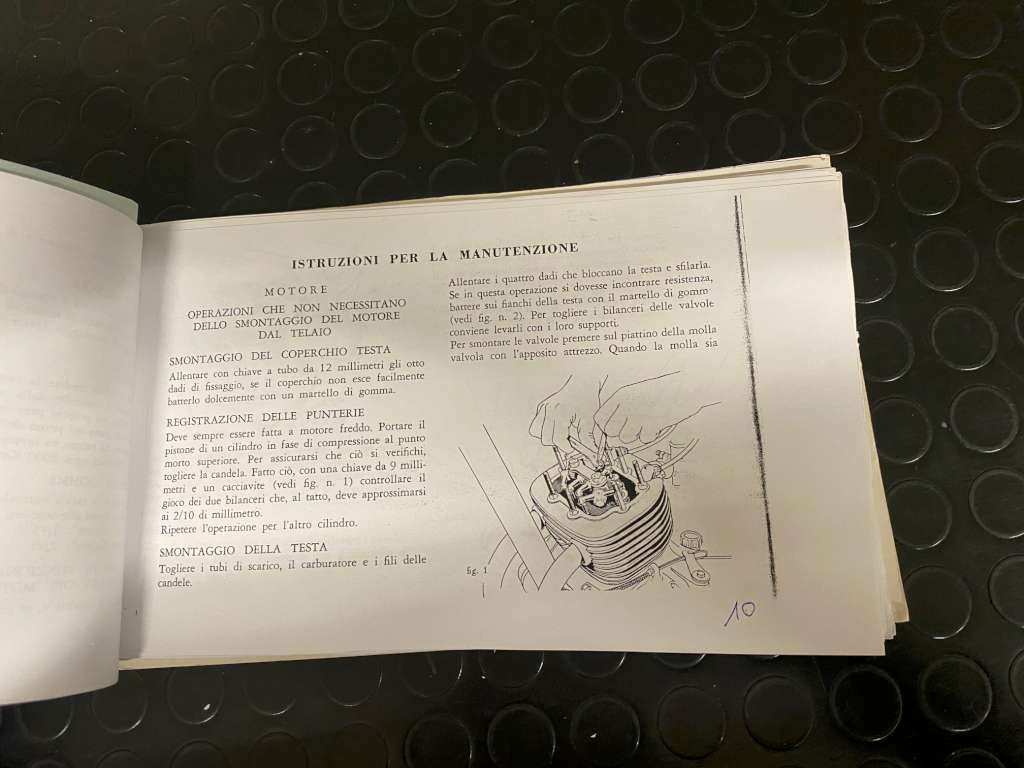 ISTRUZIONI PER LA MANUTENZIONE
MOTORE
OPERAZIONI CHE NON NECESSITANO
DELLO SMONTAGGIO DEL MOTORE
DAL TELAIO
SMONTAGGIO DEL COPERCHIO TESTA
Allentare con chiave a tubo da 12 millimetri gli otto
dadi di fissaggio, se il coperchio non esce facilmente
batterlo dolcemente con un martello di gomma.
REGISTRAZIONE DELLE PUNTERIE
Deve sempre essere fatta a motore freddo. Portare il
pistone di un cilindro in fase di compressione al punto
morto superiore. Per assicurarsi che ciò si verifichi,
togliere la candela. Fatto ciò, con una chiave da 9 milli-
metri e un cacciavite (vedi fig. n. 1) controllare il
gioco dei due bilanceri che, al tatto, deve approssimarsi
ai 2/10 di millimetro.
Ripetere l'operazione per l'altro cilindro.
SMONTAGGIO DELLA TESTA
Togliere i tubi di scarico, il carburatore e i fili delle
candele.
Allentare i quattro dadi che bloccano la testa e sfilarla.
Se in questa operazione si dovesse incontrare resistenza,
battere sui fianchi della testa con il martello di gomm
(vedi fig. n. 2). Per togliere i bilanceri delle valvole
conviene levarli con i loro supporti.
Per smontare le valvole premere sul piattino della molla
valvola con l'apposito attrezzo. Quando la molla sia
fig. 1
10